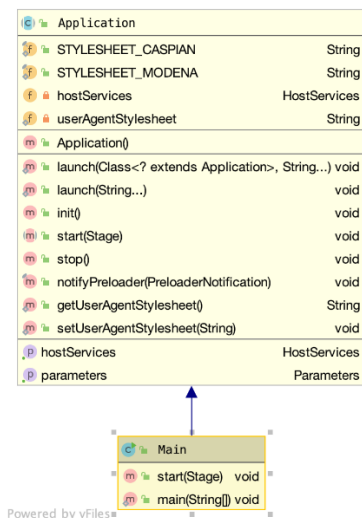 Application
STYLESHEET_CASPIAN String
STYLESHEET_MODENA String
hostServices HostServices
userAgentStylesheet String
Application()
launch(Class<? extends Application>, String...) void
launch(String...) void
init() void
start(Stage) void
stop() void
notifyPreloader(PreloaderNotification) void
getUserAgentStylesheet() String
setUserAgentStylesheet(String) void
hostServices HostServices
parameters Parameters
Main
start(Stage) void
main(String[]) void
Powered by yFiles